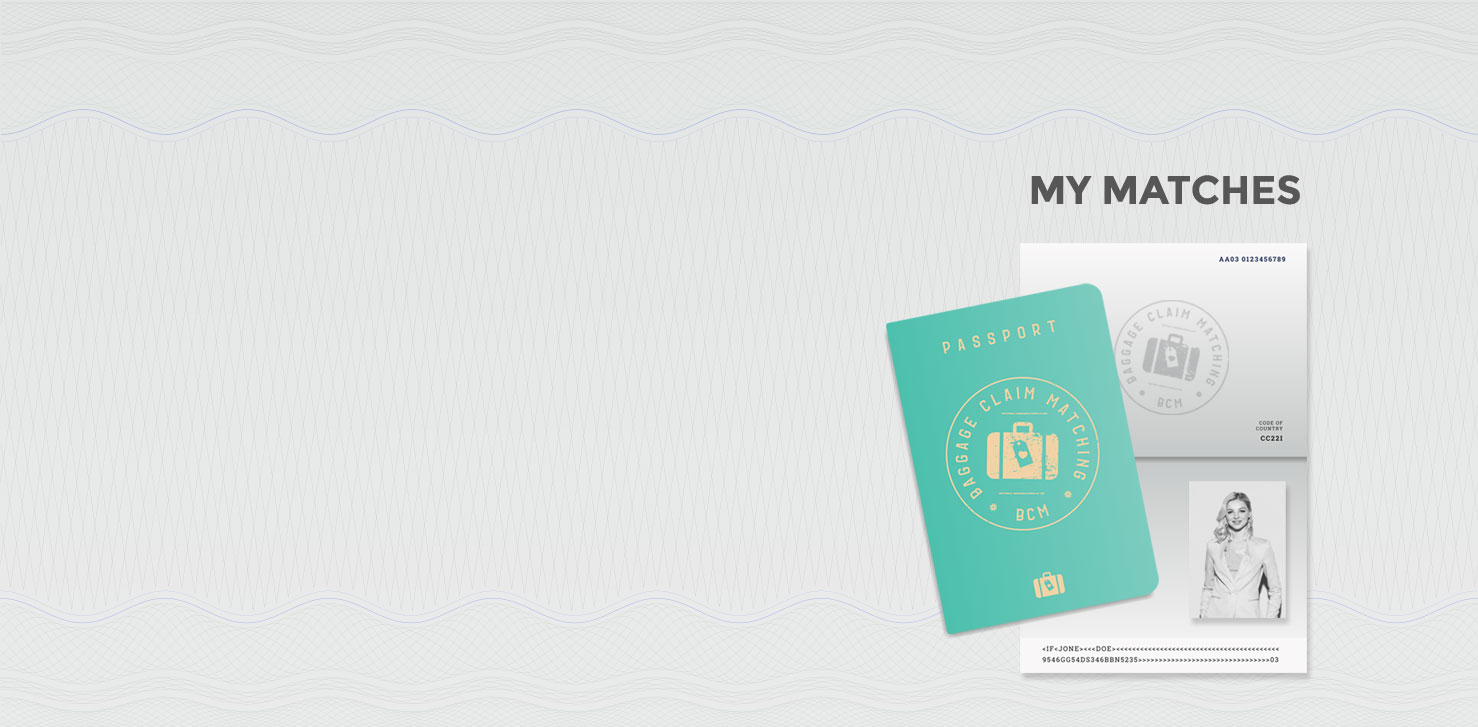 MY MATCHES
AA03 0123456789
PASSPORT
BAGGAGE CLAIM MATCHING
BCM
BAGGAGE CLAIM MATCHING
BCM
CODE OF
COUNTRY
CC221
<IF<JONE><<<DOE><<<<<<<<<<<<<<<<<<<<<<<<<<<<<<<<<<<<<<<<
9546GG54DS346BBN5235>>>>>>>>>>>>>>>>>>>>>>>>>>>>>>>>03